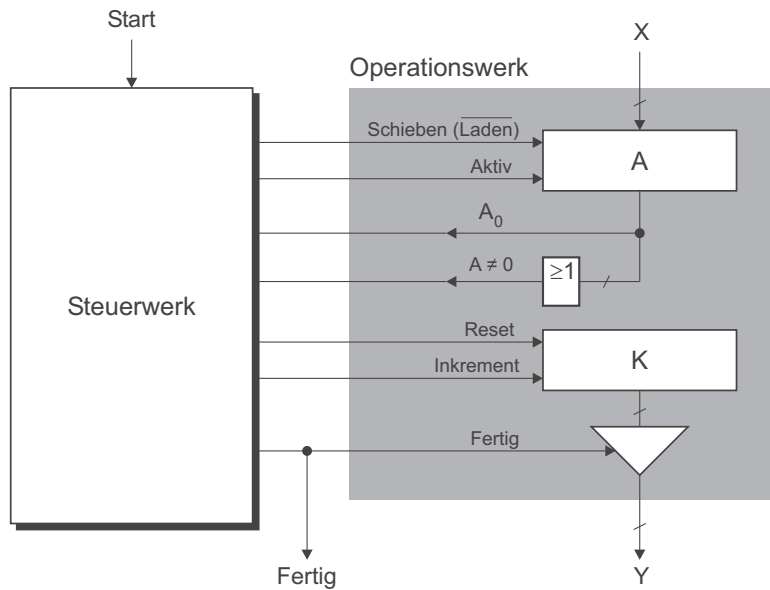 Start
X
Operationswerk
Schieben (Laden)
A
Aktiv
A0
A ≠ 0
≥1
Steuerwerk
Reset
K
Inkrement
Fertig
Fertig
Y